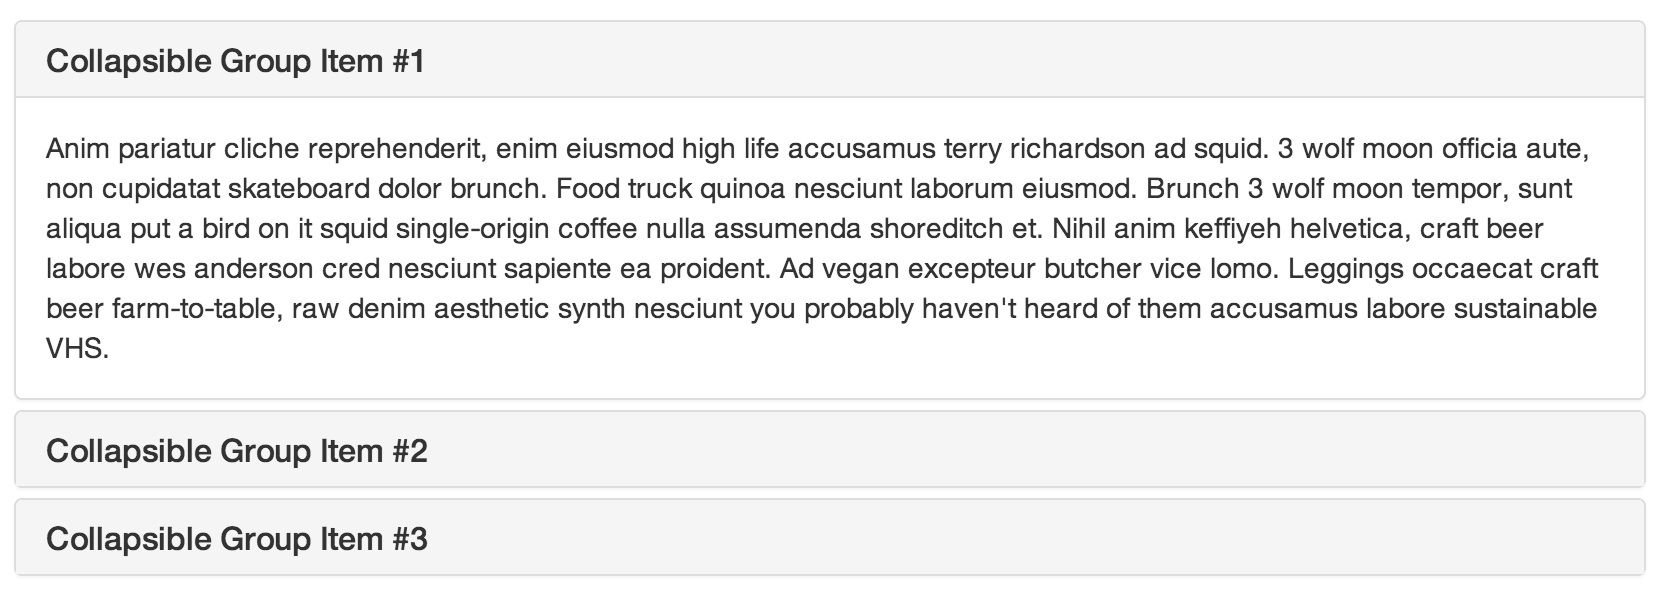 Collapsible Group Item #1
Anim pariatur cliche reprehenderit, enim eiusmod high life accusamus terry richardson ad squid. 3 wolf moon officia aute,
non cupidatat skateboard dolor brunch. Food truck quinoa nesciunt laborum eiusmod. Brunch 3 wolf moon tempor, sunt
aliqua put a bird on it squid single-origin coffee nulla assumenda shoreditch et. Nihil anim keffiyeh helvetica, craft beer
labore wes anderson cred nesciunt sapiente ea proident. Ad vegan excepteur butcher vice lomo. Leggings occaecat craft
beer farm-to-table, raw denim aesthetic synth nesciunt you probably haven't heard of them accusamus labore sustainable
VHS.
Collapsible Group Item #2
Collapsible Group Item #3